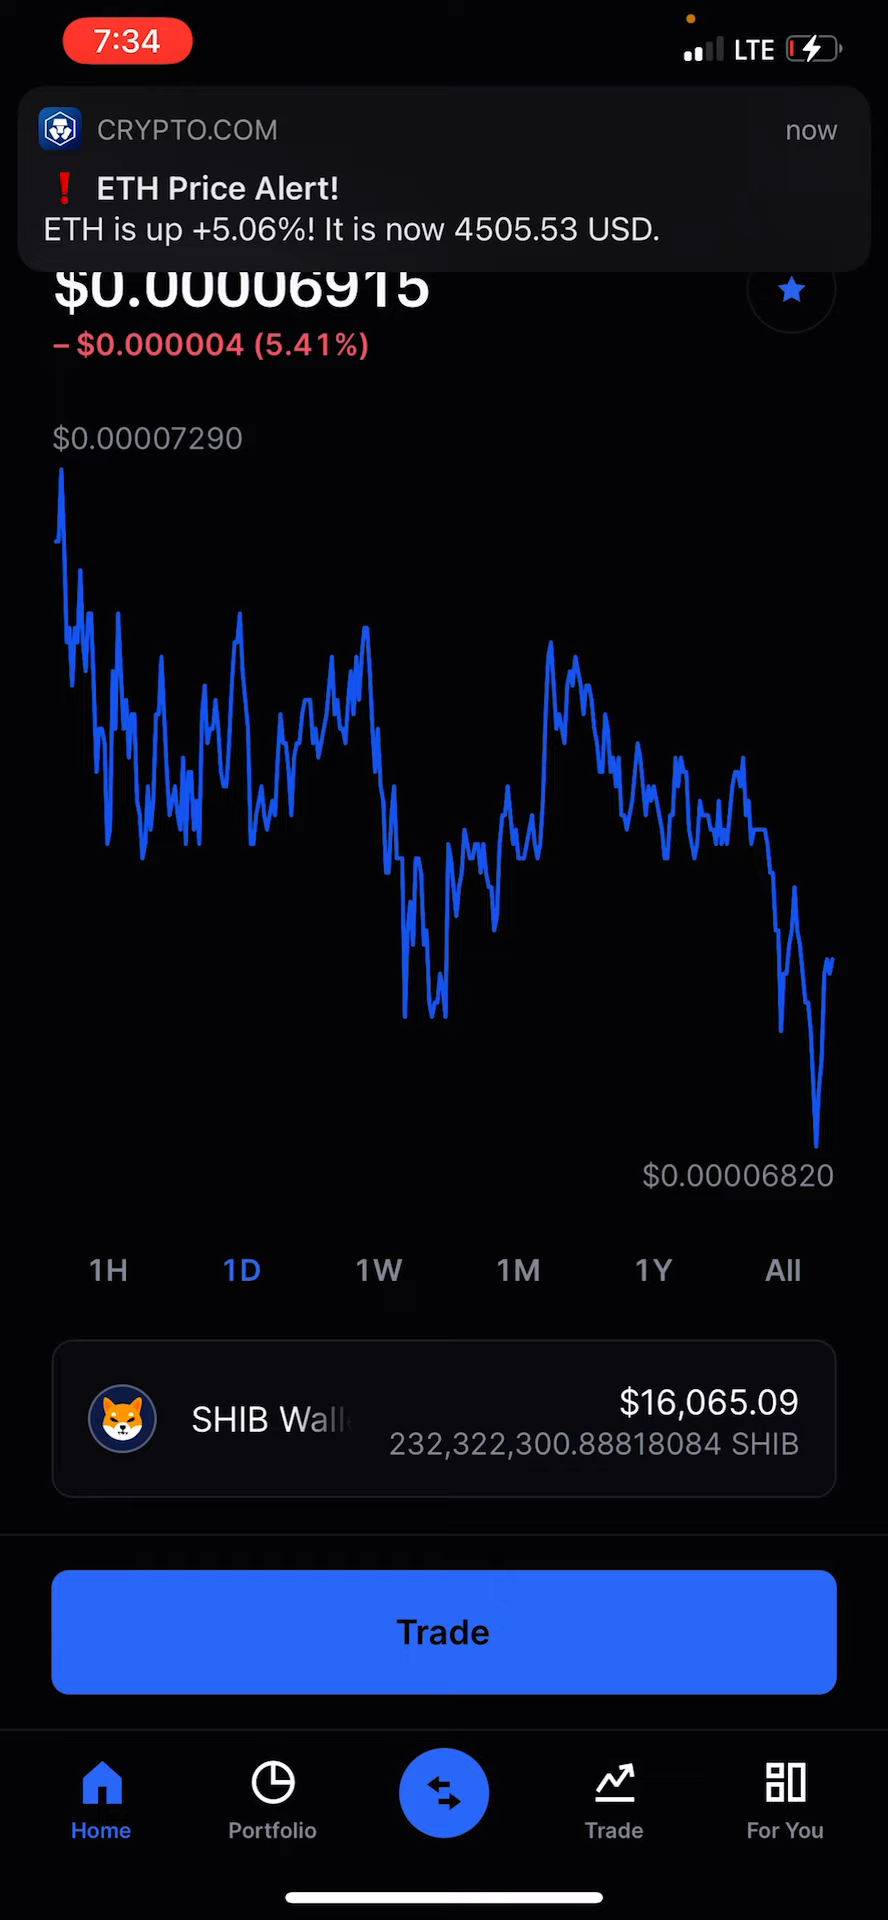 7:34
LTE
CRYPTO.COM
now
❗ ETH Price Alert!
ETH is up +5.06%! It is now 4505.53 USD.
$0.00006915
– $0.000004 (5.41%)
$0.00007290
$0.00006820
1H 1D 1W 1M 1Y All
SHIB Wall
$16,065.09
232,322,300.88818084 SHIB
Trade
Home Portfolio Trade For You